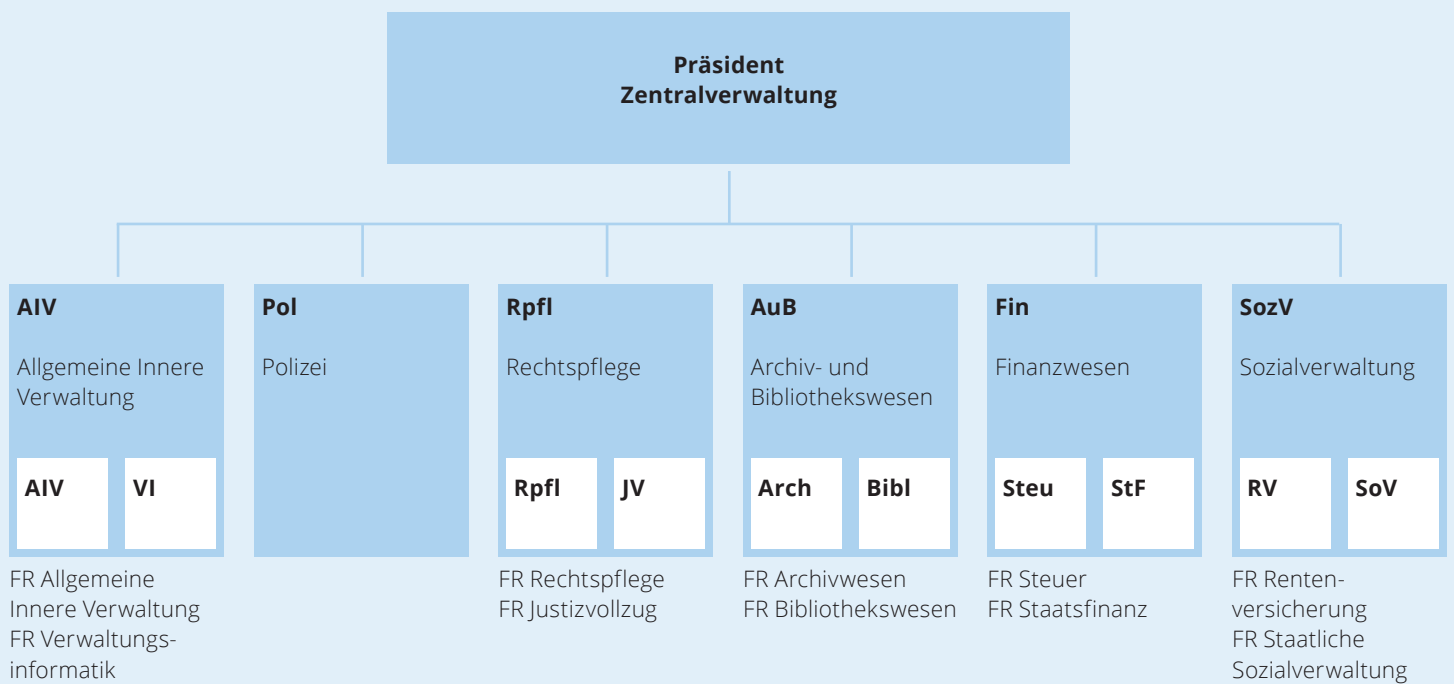 Präsident
Zentralverwaltung
AIV
Allgemeine Innere
Verwaltung
AIV
VI
FR Allgemeine
Innere Verwaltung
FR Verwaltungs-
informatik
Pol
Polizei
Rpfl
Rechtspflege
Rpfl
JV
FR Rechtspflege
FR Justizvollzug
AuB
Archiv- und
Bibliothekswesen
Arch
Bibl
FR Archivwesen
FR Bibliothekswesen
Fin
Finanzwesen
Steu
StF
FR Steuer
FR Staatsfinanz
SozV
Sozialverwaltung
RV
SoV
FR Renten-
versicherung
FR Staatliche
Sozialverwaltung